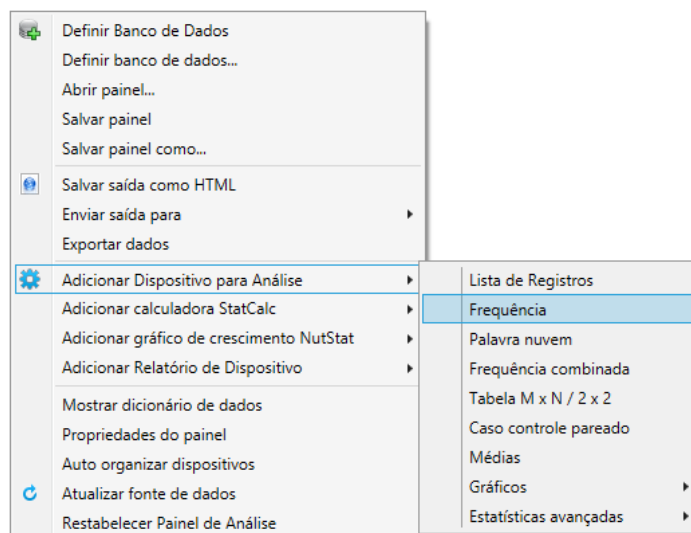 Definir Banco de Dados
Definir banco de dados...
Abrir painel...
Salvar painel
Salvar painel como...
Salvar saída como HTML
Enviar saída para
Exportar dados
Adicionar Dispositivo para Análise
Adicionar calculadora StatCalc
Adicionar gráfico de crescimento NutStat
Adicionar Relatório de Dispositivo
Mostrar dicionário de dados
Propriedades do painel
Auto organizar dispositivos
Atualizar fonte de dados
Restabelecer Painel de Análise
Lista de Registros
Frequência
Palavra nuvem
Frequência combinada
Tabela M x N / 2 x 2
Caso controle pareado
Médias
Gráficos
Estatísticas avançadas